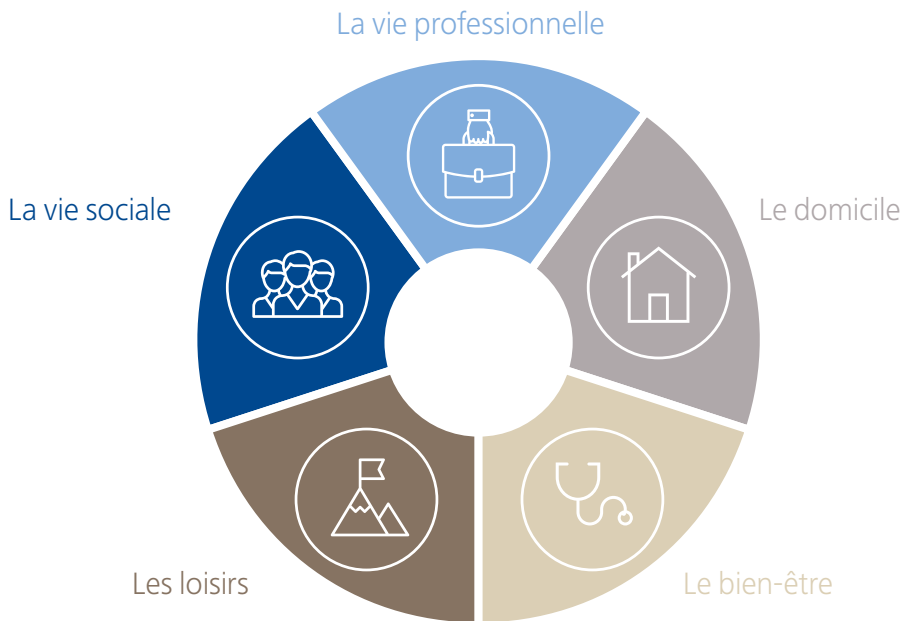 La vie professionnelle
La vie sociale
Le domicile
Les loisirs
Le bien-être